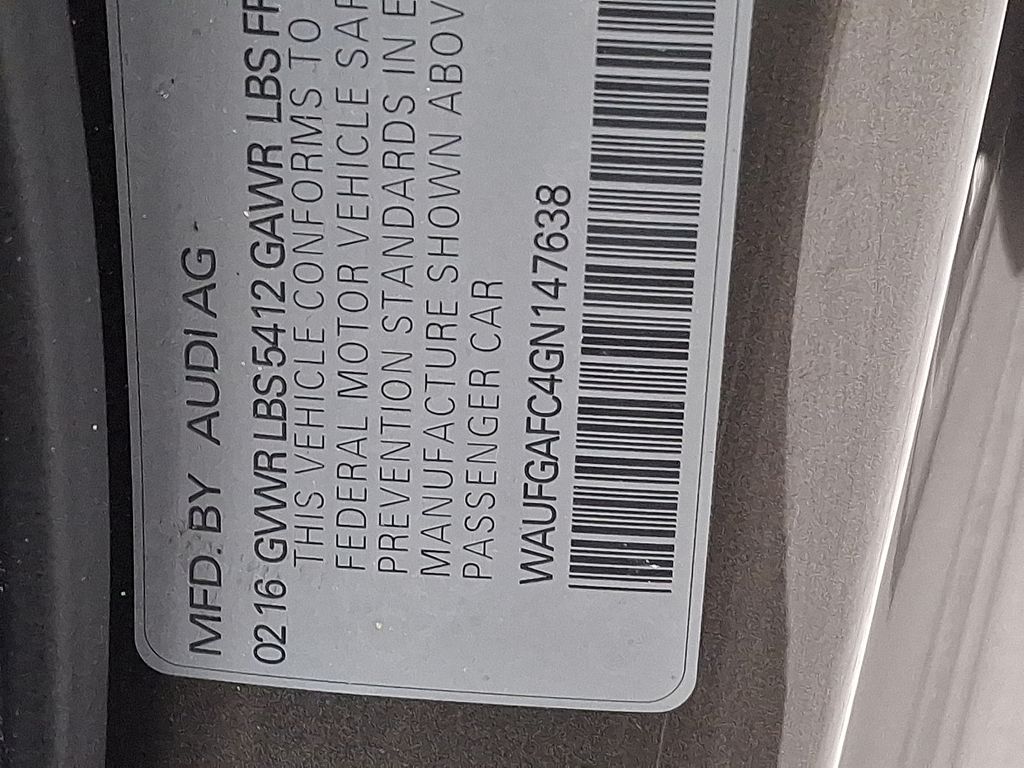 MFD. BY AUDI AG
02 16 GVWR LBS 5412 GAWR LBS
THIS VEHICLE CONFORMS TO
FEDERAL MOTOR VEHICLE
PREVENTION STANDARDS IN
MANUFACTURE SHOWN
PASSENGER CAR
WAUFGAFC4GN147638